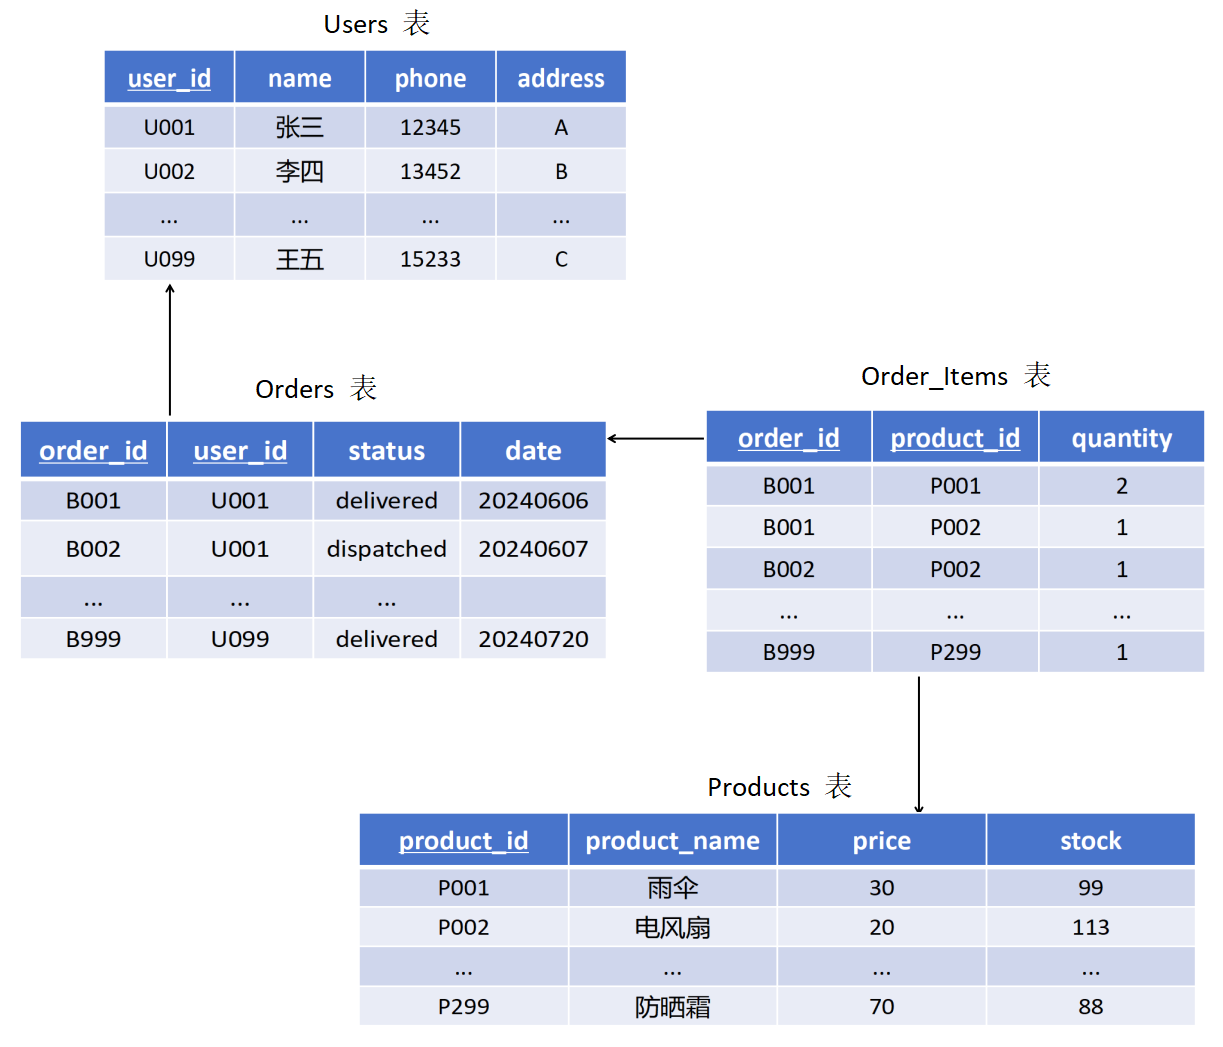 Users 表
user_id name phone address
U001 张三 12345 A
U002 李四 13452 B
... ... ... ...
U099 王五 15233 C
Orders 表
order_id user_id status date
B001 U001 delivered 20240606
B002 U001 dispatched 20240607
... ... ...
B999 U099 delivered 20240720
Order_Items 表
order_id product_id quantity
B001 P001 2
B001 P002 1
B002 P002 1
... ... ...
B999 P299 1
Products 表
product_id product_name price stock
P001 雨伞 30 99
P002 电风扇 20 113
... ... ... ...
P299 防晒霜 70 88